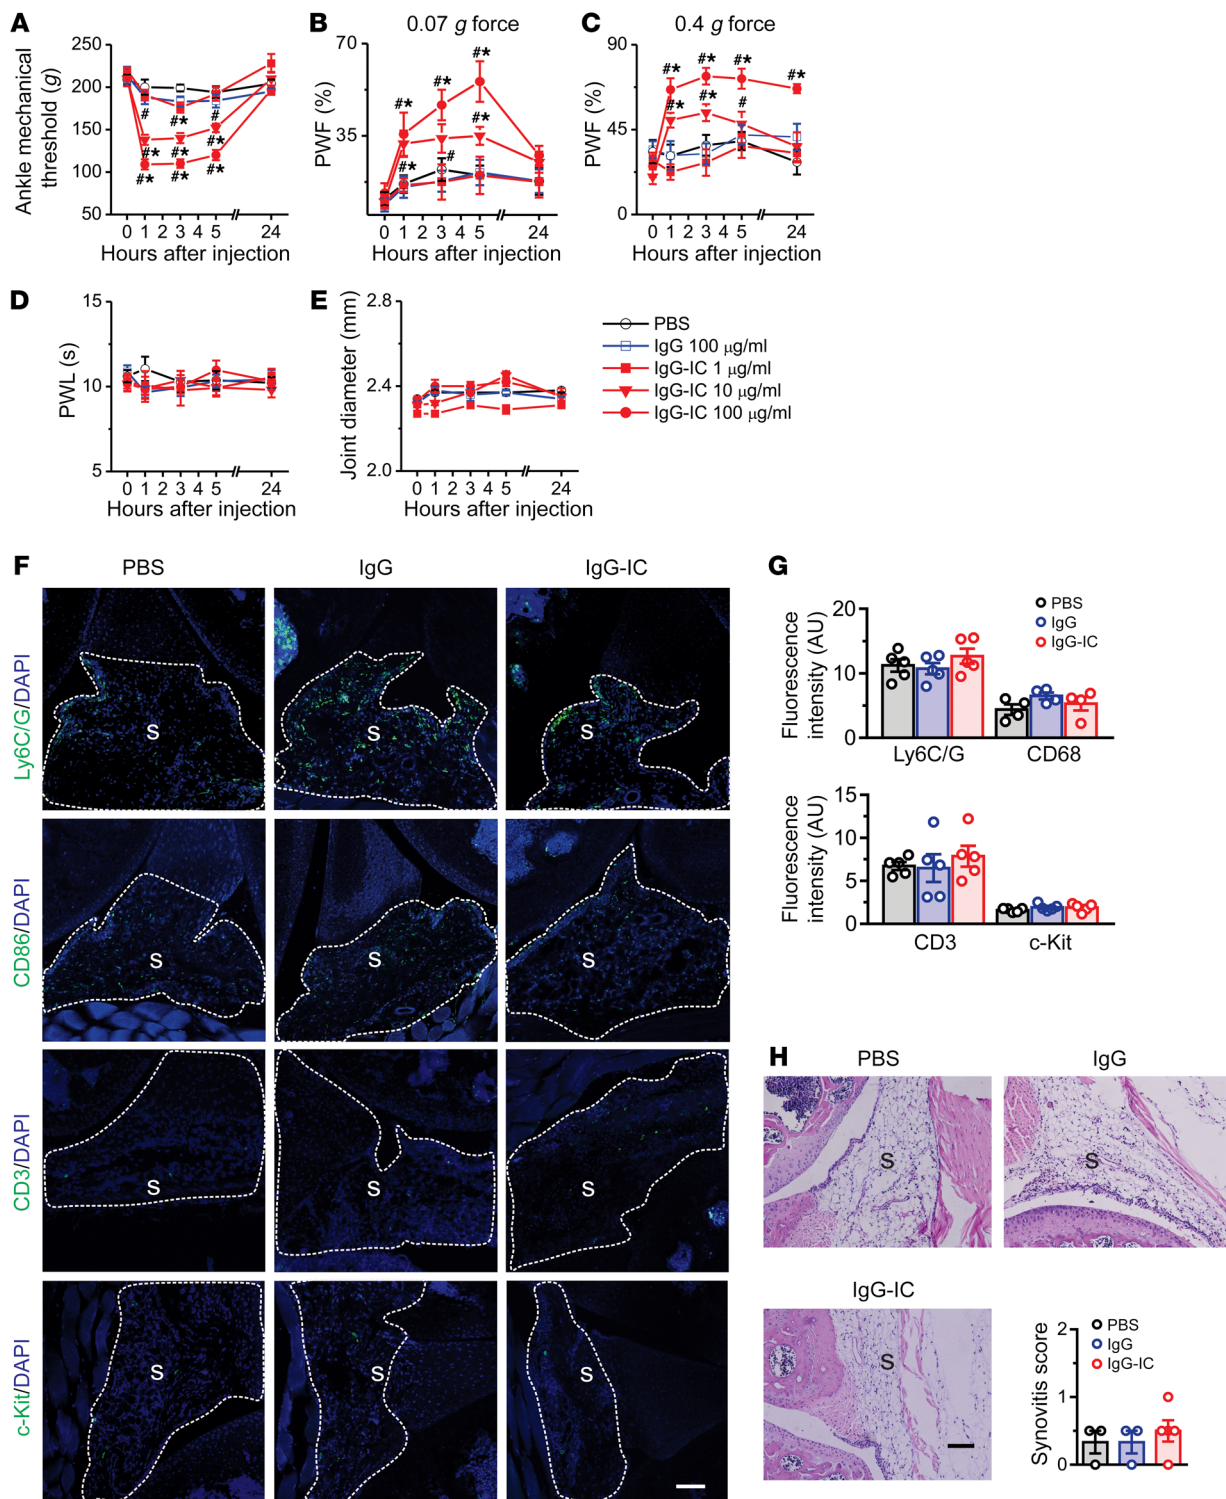 A
Ankle mechanical
threshold (g)
250
200
150
100
50
# #* #
#* #* #*
#* #* #*
0 1 2 3 4 5 24
Hours after injection
B
0.07 g force
PWF (%)
70
35
#* #* #*
#* # #*
0 1 2 3 4 5 24
Hours after injection
C
0.4 g force
PWF (%)
90
45
0
#* #* #* #*
#* #* #
0 1 2 3 4 5 24
Hours after injection
D
PWL (s)
15
10
5
0 1 2 3 4 5 24
Hours after injection
E
Joint diameter (mm)
2.8
2.4
2.0
0 1 2 3 4 5 24
Hours after injection
PBS
IgG 100 μg/ml
IgG-IC 1 μg/ml
IgG-IC 10 μg/ml
IgG-IC 100 μg/ml
F
PBS IgG IgG-IC
Ly6C/G/DAPI
S S S
CD86/DAPI
S S S
CD3/DAPI
S S S
c-Kit/DAPI
S S S
G
Fluorescence
intensity (AU)
20
10
0
PBS
IgG
IgG-IC
Ly6C/G CD68
Fluorescence
intensity (AU)
15
10
5
0
CD3 c-Kit
H
PBS IgG
S S
IgG-IC
S
Synovitis score
2
1
0
PBS
IgG
IgG-IC